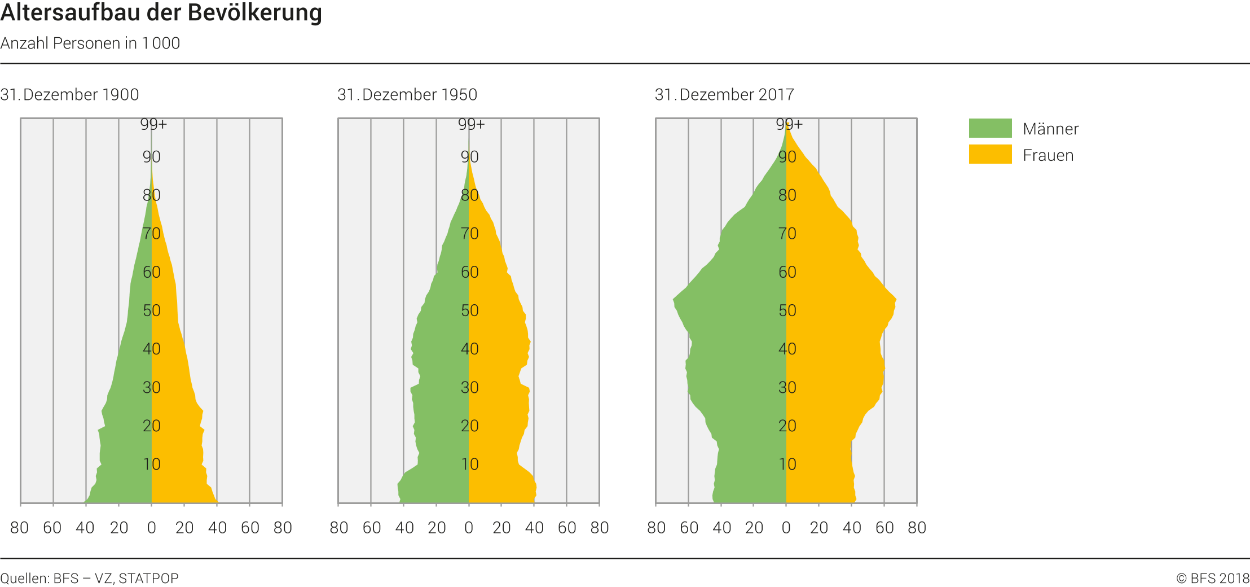 Altersaufbau der Bevölkerung
Anzahl Personen in 1000
31. Dezember 1900
31. Dezember 1950
31. Dezember 2017
99+
90
80
70
60
50
40
30
20
10
80 60 40 20 0 20 40 60 80
99+
90
80
70
60
50
40
30
20
10
80 60 40 20 0 20 40 60 80
99+
90
80
70
60
50
40
30
20
10
80 60 40 20 0 20 40 60 80
Männer
Frauen
Quellen: BFS – VZ, STATPOP
© BFS 2018